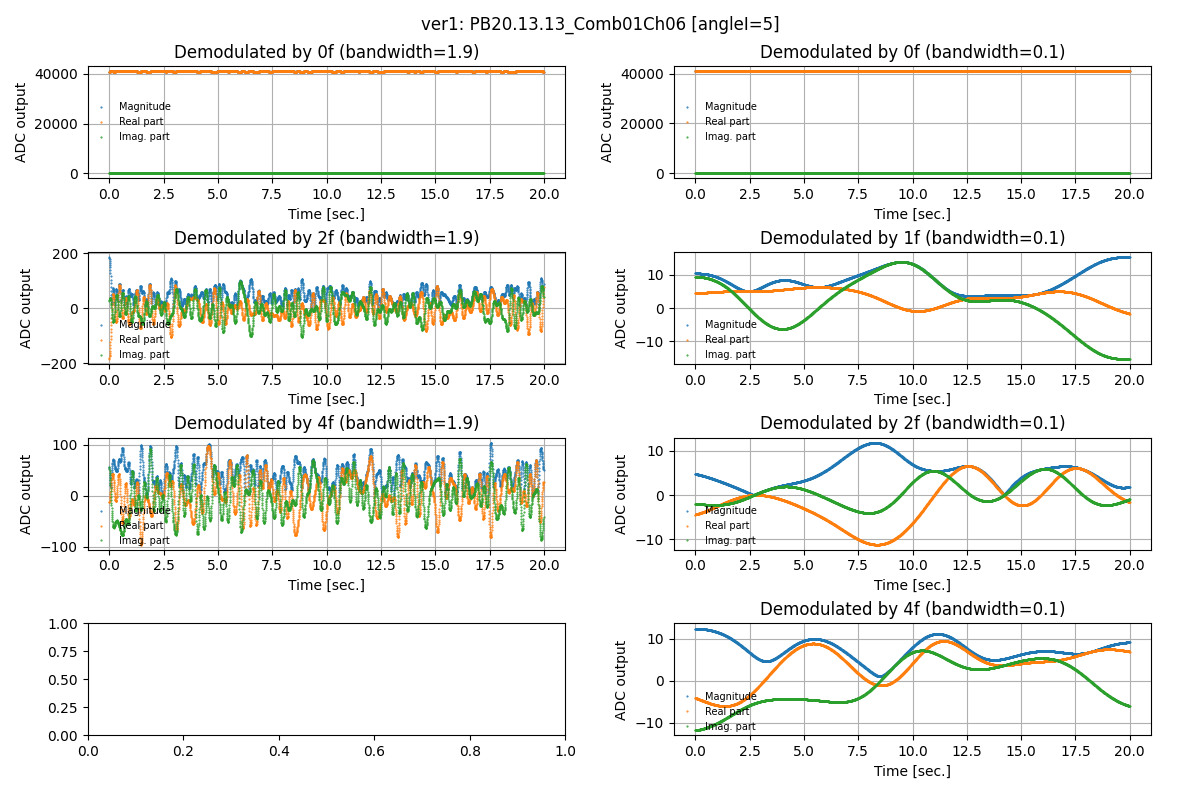 ver1: PB20.13.13_Comb01Ch06 [angleI=5]
Demodulated by 0f (bandwidth=1.9)
ADC output
40000
20000
0
Magnitude
Real part
Imag. part
0.0 2.5 5.0 7.5 10.0 12.5 15.0 17.5 20.0
Time [sec.]
Demodulated by 0f (bandwidth=0.1)
ADC output
40000
20000
0
Magnitude
Real part
Imag. part
0.0 2.5 5.0 7.5 10.0 12.5 15.0 17.5 20.0
Time [sec.]
Demodulated by 2f (bandwidth=1.9)
ADC output
200
0
−200
Magnitude
Real part
Imag. part
0.0 2.5 5.0 7.5 10.0 12.5 15.0 17.5 20.0
Time [sec.]
Demodulated by 1f (bandwidth=0.1)
ADC output
10
0
−10
Magnitude
Real part
Imag. part
0.0 2.5 5.0 7.5 10.0 12.5 15.0 17.5 20.0
Time [sec.]
Demodulated by 4f (bandwidth=1.9)
ADC output
100
0
−100
Magnitude
Real part
Imag. part
0.0 2.5 5.0 7.5 10.0 12.5 15.0 17.5 20.0
Time [sec.]
Demodulated by 2f (bandwidth=0.1)
ADC output
10
0
−10
Magnitude
Real part
Imag. part
0.0 2.5 5.0 7.5 10.0 12.5 15.0 17.5 20.0
Time [sec.]
1.00
0.75
0.50
0.25
0.00
0.0 0.2 0.4 0.6 0.8 1.0
Demodulated by 4f (bandwidth=0.1)
ADC output
10
0
−10
Magnitude
Real part
Imag. part
0.0 2.5 5.0 7.5 10.0 12.5 15.0 17.5 20.0
Time [sec.]